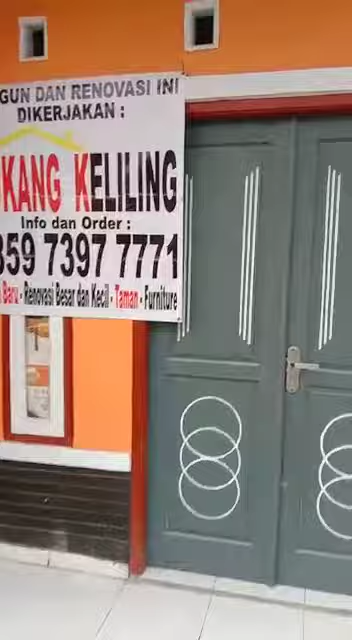 GUN DAN RENOVASI INI
DIKERJAKAN :
KANG KELILING
Info dan Order :
859 7397 7771
Baru - Renovasi Besar dan Kecil - Taman - Furniture